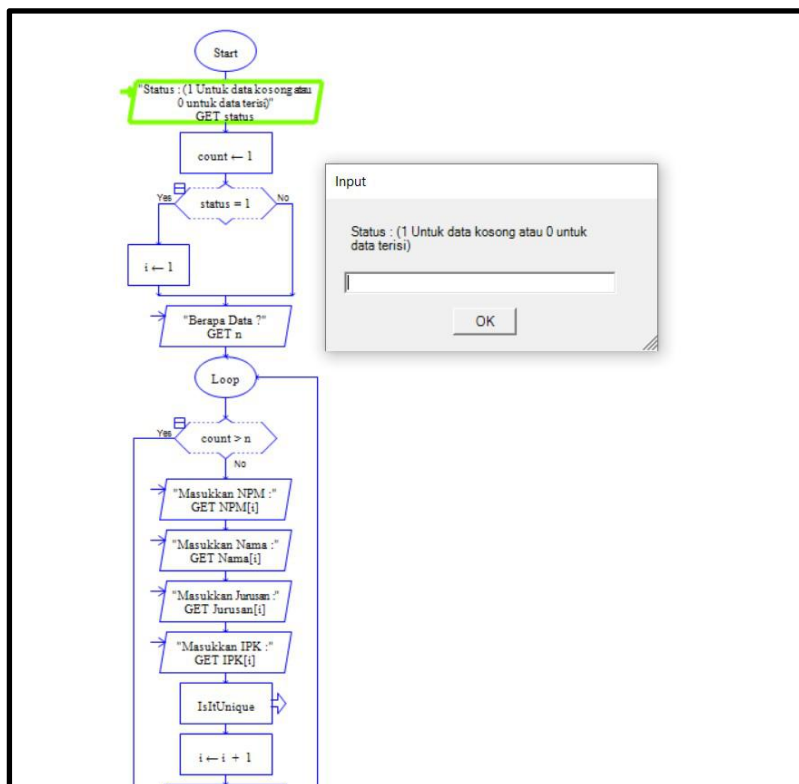 Start
"Status : (1 Untuk data kosong atau
0 untuk data terisi)"
GET status
count ← 1
Yes
status = 1
No
i ← 1
"Berapa Data ?"
GET n
Loop
Yes
count > n
No
"Masukkan NPM :"
GET NPM[i]
"Masukkan Nama :"
GET Nama[i]
"Masukkan Jurusan :"
GET Jurusan[i]
"Masukkan IPK :"
GET IPK[i]
IsItUnique
i ← i + 1
Input
Status : (1 Untuk data kosong atau 0 untuk
data terisi)
OK